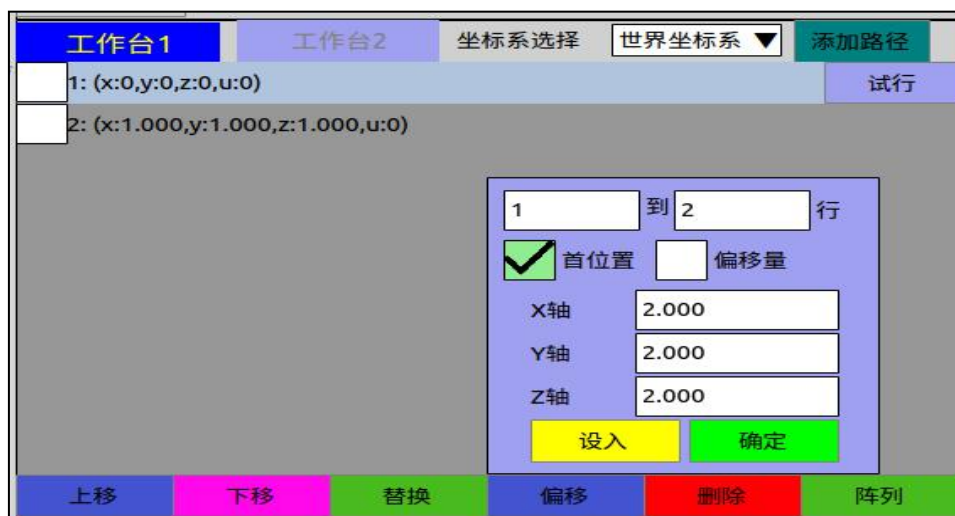 工作台1 工作台2 坐标系选择 世界坐标系 添加路径
1: (x:0,y:0,z:0,u:0) 试行
2: (x:1.000,y:1.000,z:1.000,u:0)
1 到 2 行
首位置 偏移量
X轴 2.000
Y轴 2.000
Z轴 2.000
设入 确定
上移 下移 替换 偏移 删除 阵列